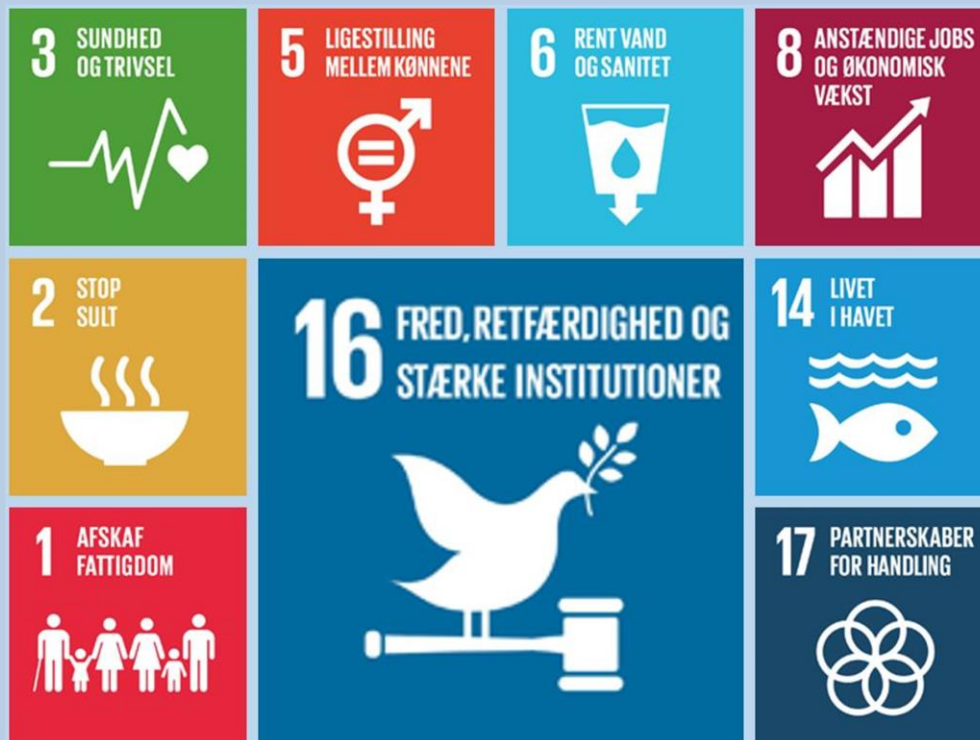 3 SUNDHED
OG TRIVSEL
5 LIGESTILLING
MELLEM KØNNENE
6 RENT VAND
OG SANITET
8 ANSTÆNDIGE JOBS
OG ØKONOMISK
VÆKST
2 STOP
SULT
16 FRED, RETFÆRDIGHED OG
STÆRKE INSTITUTIONER
14 LIVET
I HAVET
1 AFSKAF
FATTIGDOM
17 PARTNERSKABER
FOR HANDLING